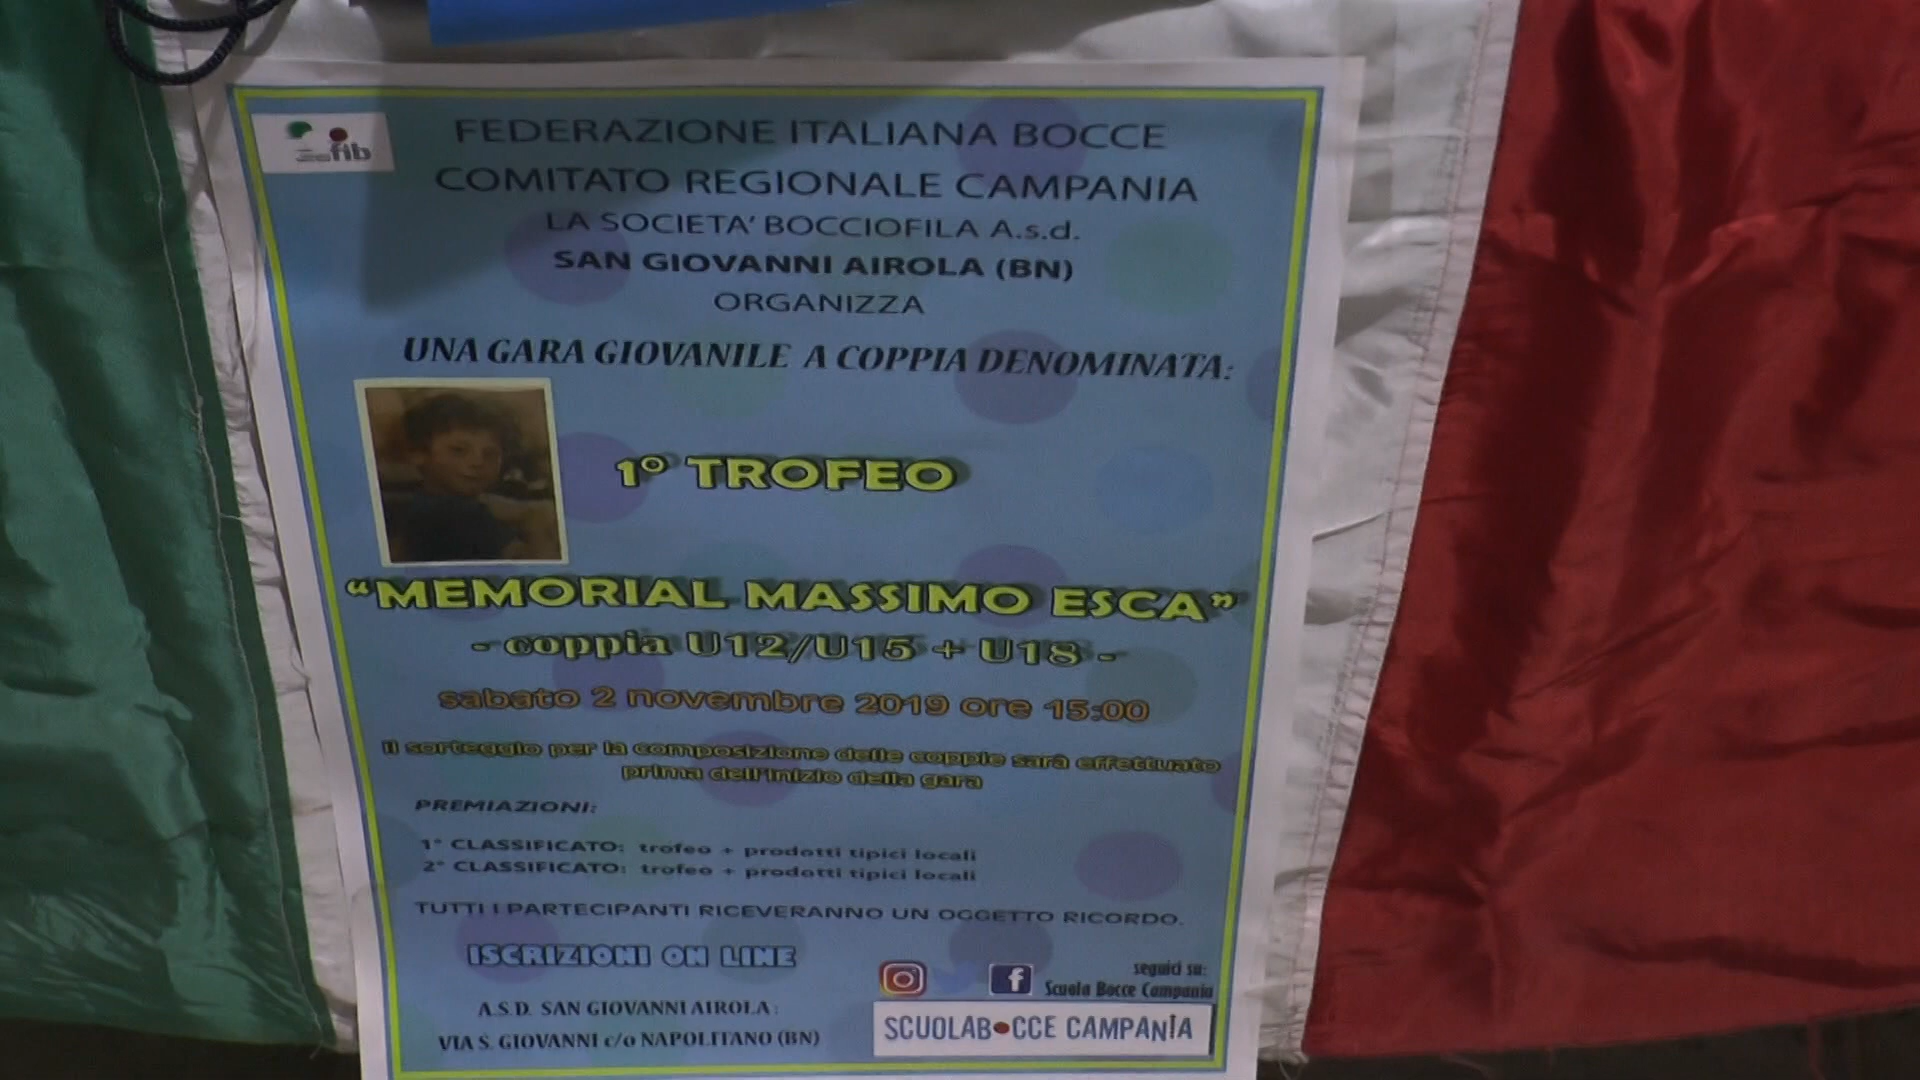 fib
FEDERAZIONE ITALIANA BOCCE
COMITATO REGIONALE CAMPANIA
LA SOCIETA' BOCCIOFILA A.s.d.
SAN GIOVANNI AIROLA (BN)
ORGANIZZA
UNA GARA GIOVANILE A COPPIA DENOMINATA:
1° TROFEO
“MEMORIAL MASSIMO ESCA”
- coppia U12/U15 + U18 -
sabato 2 novembre 2019 ore 15:00
Il sorteggio per la composizione delle coppie sarà effettuato
prima dell'inizio della gara
PREMIAZIONI:
1° CLASSIFICATO: trofeo + prodotti tipici locali
2° CLASSIFICATO: trofeo + prodotti tipici locali
TUTTI I PARTECIPANTI RICEVERANNO UN OGGETTO RICORDO.
ISCRIZIONI ON LINE
A.S.D. SAN GIOVANNI AIROLA:
VIA S. GIOVANNI c/o NAPOLITANO (BN)
seguici su:
Scuola Bocce Campania
SCUOLAB•CCE CAMPANIA